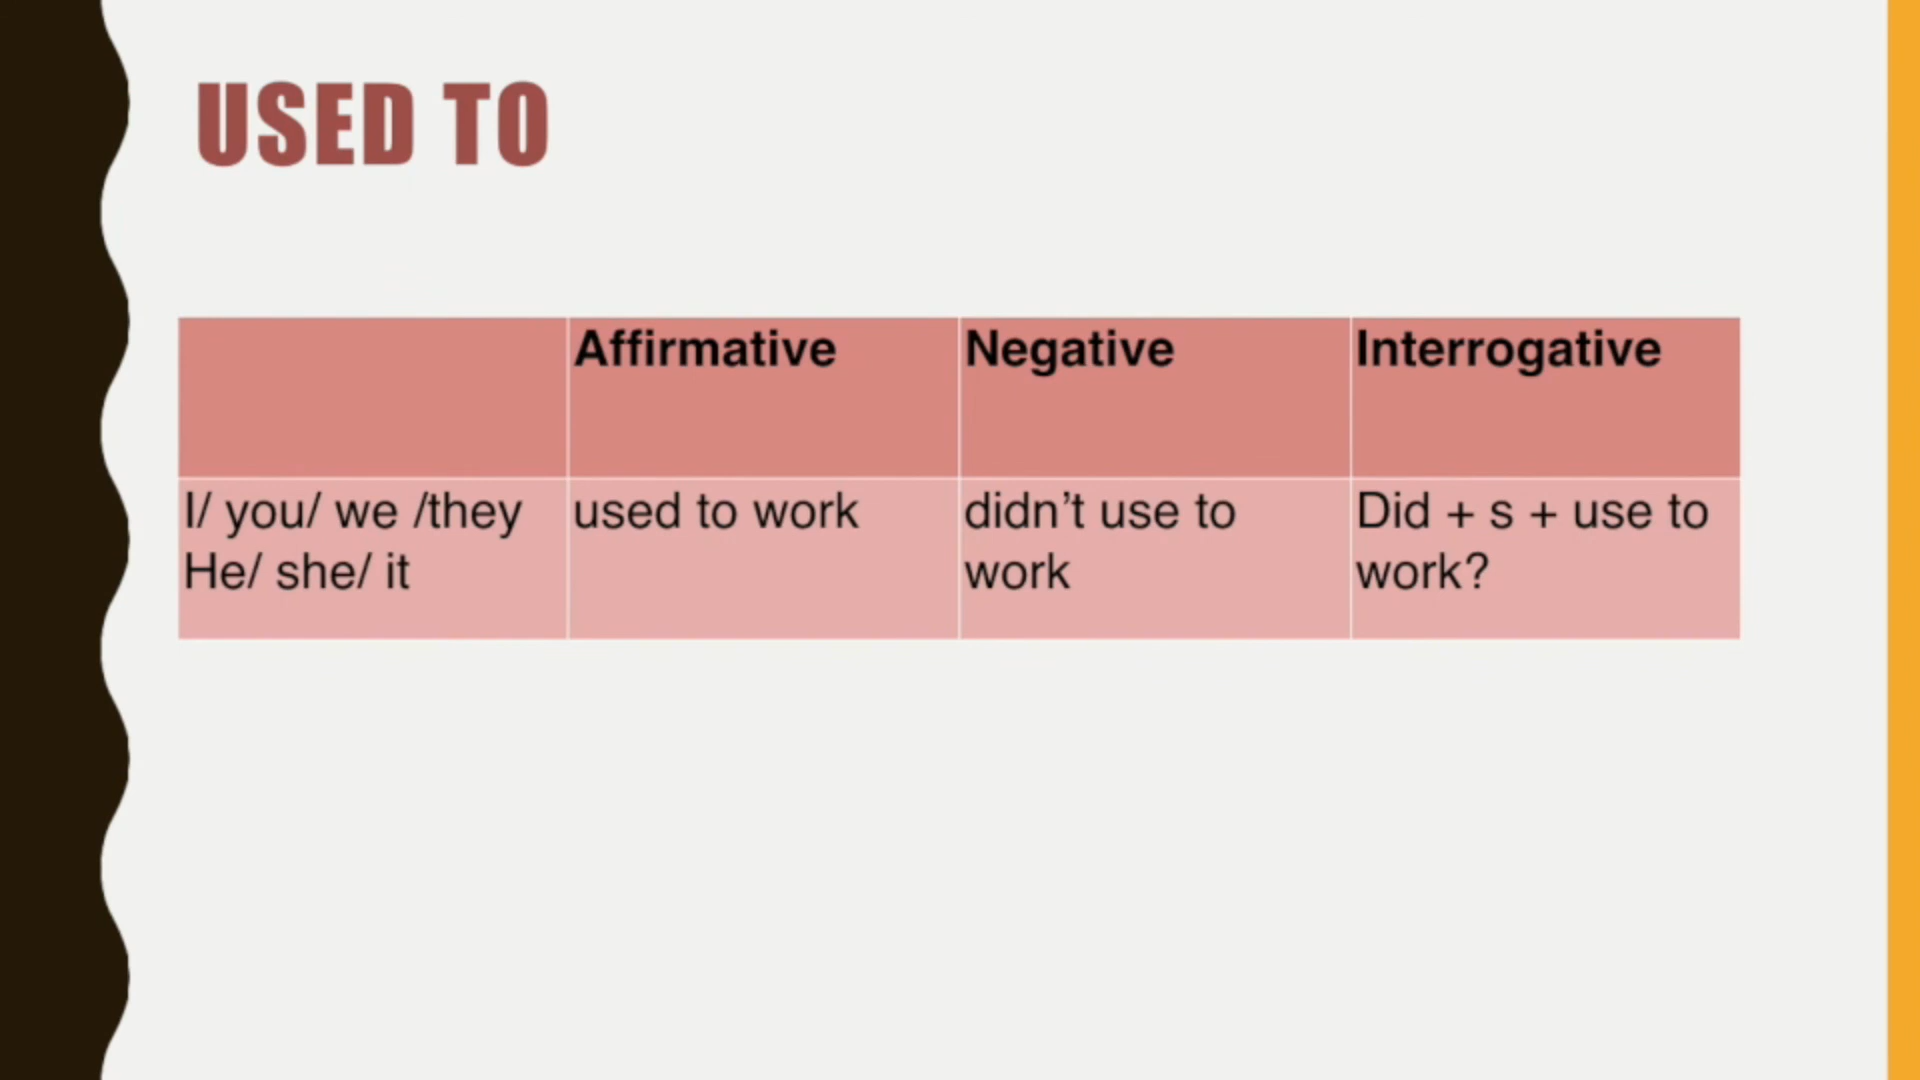 USED TO
Affirmative Negative Interrogative
I/ you/ we /they used to work didn’t use to Did + s + use to
He/ she/ it work work?